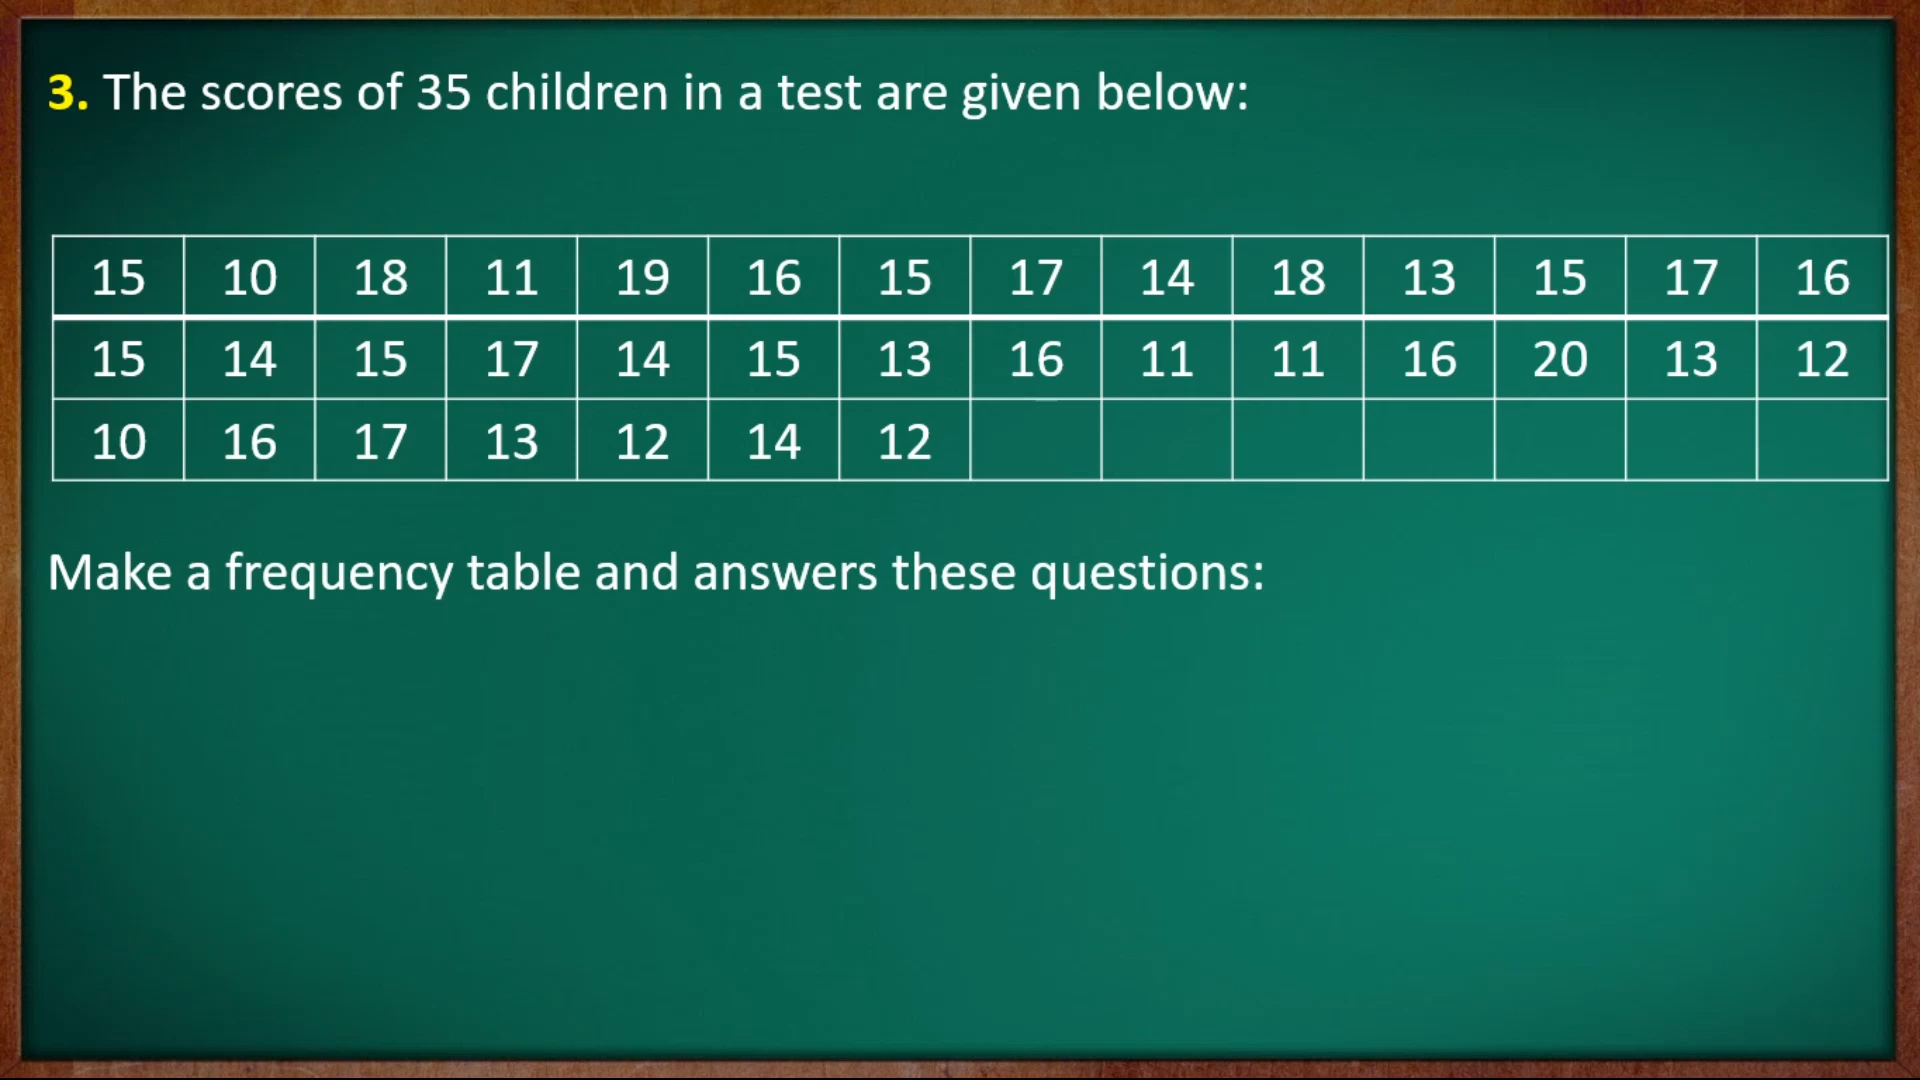 3. The scores of 35 children in a test are given below:
15 10 18 11 19 16 15 17 14 18 13 15 17 16
15 14 15 17 14 15 13 16 11 11 16 20 13 12
10 16 17 13 12 14 12
Make a frequency table and answers these questions: